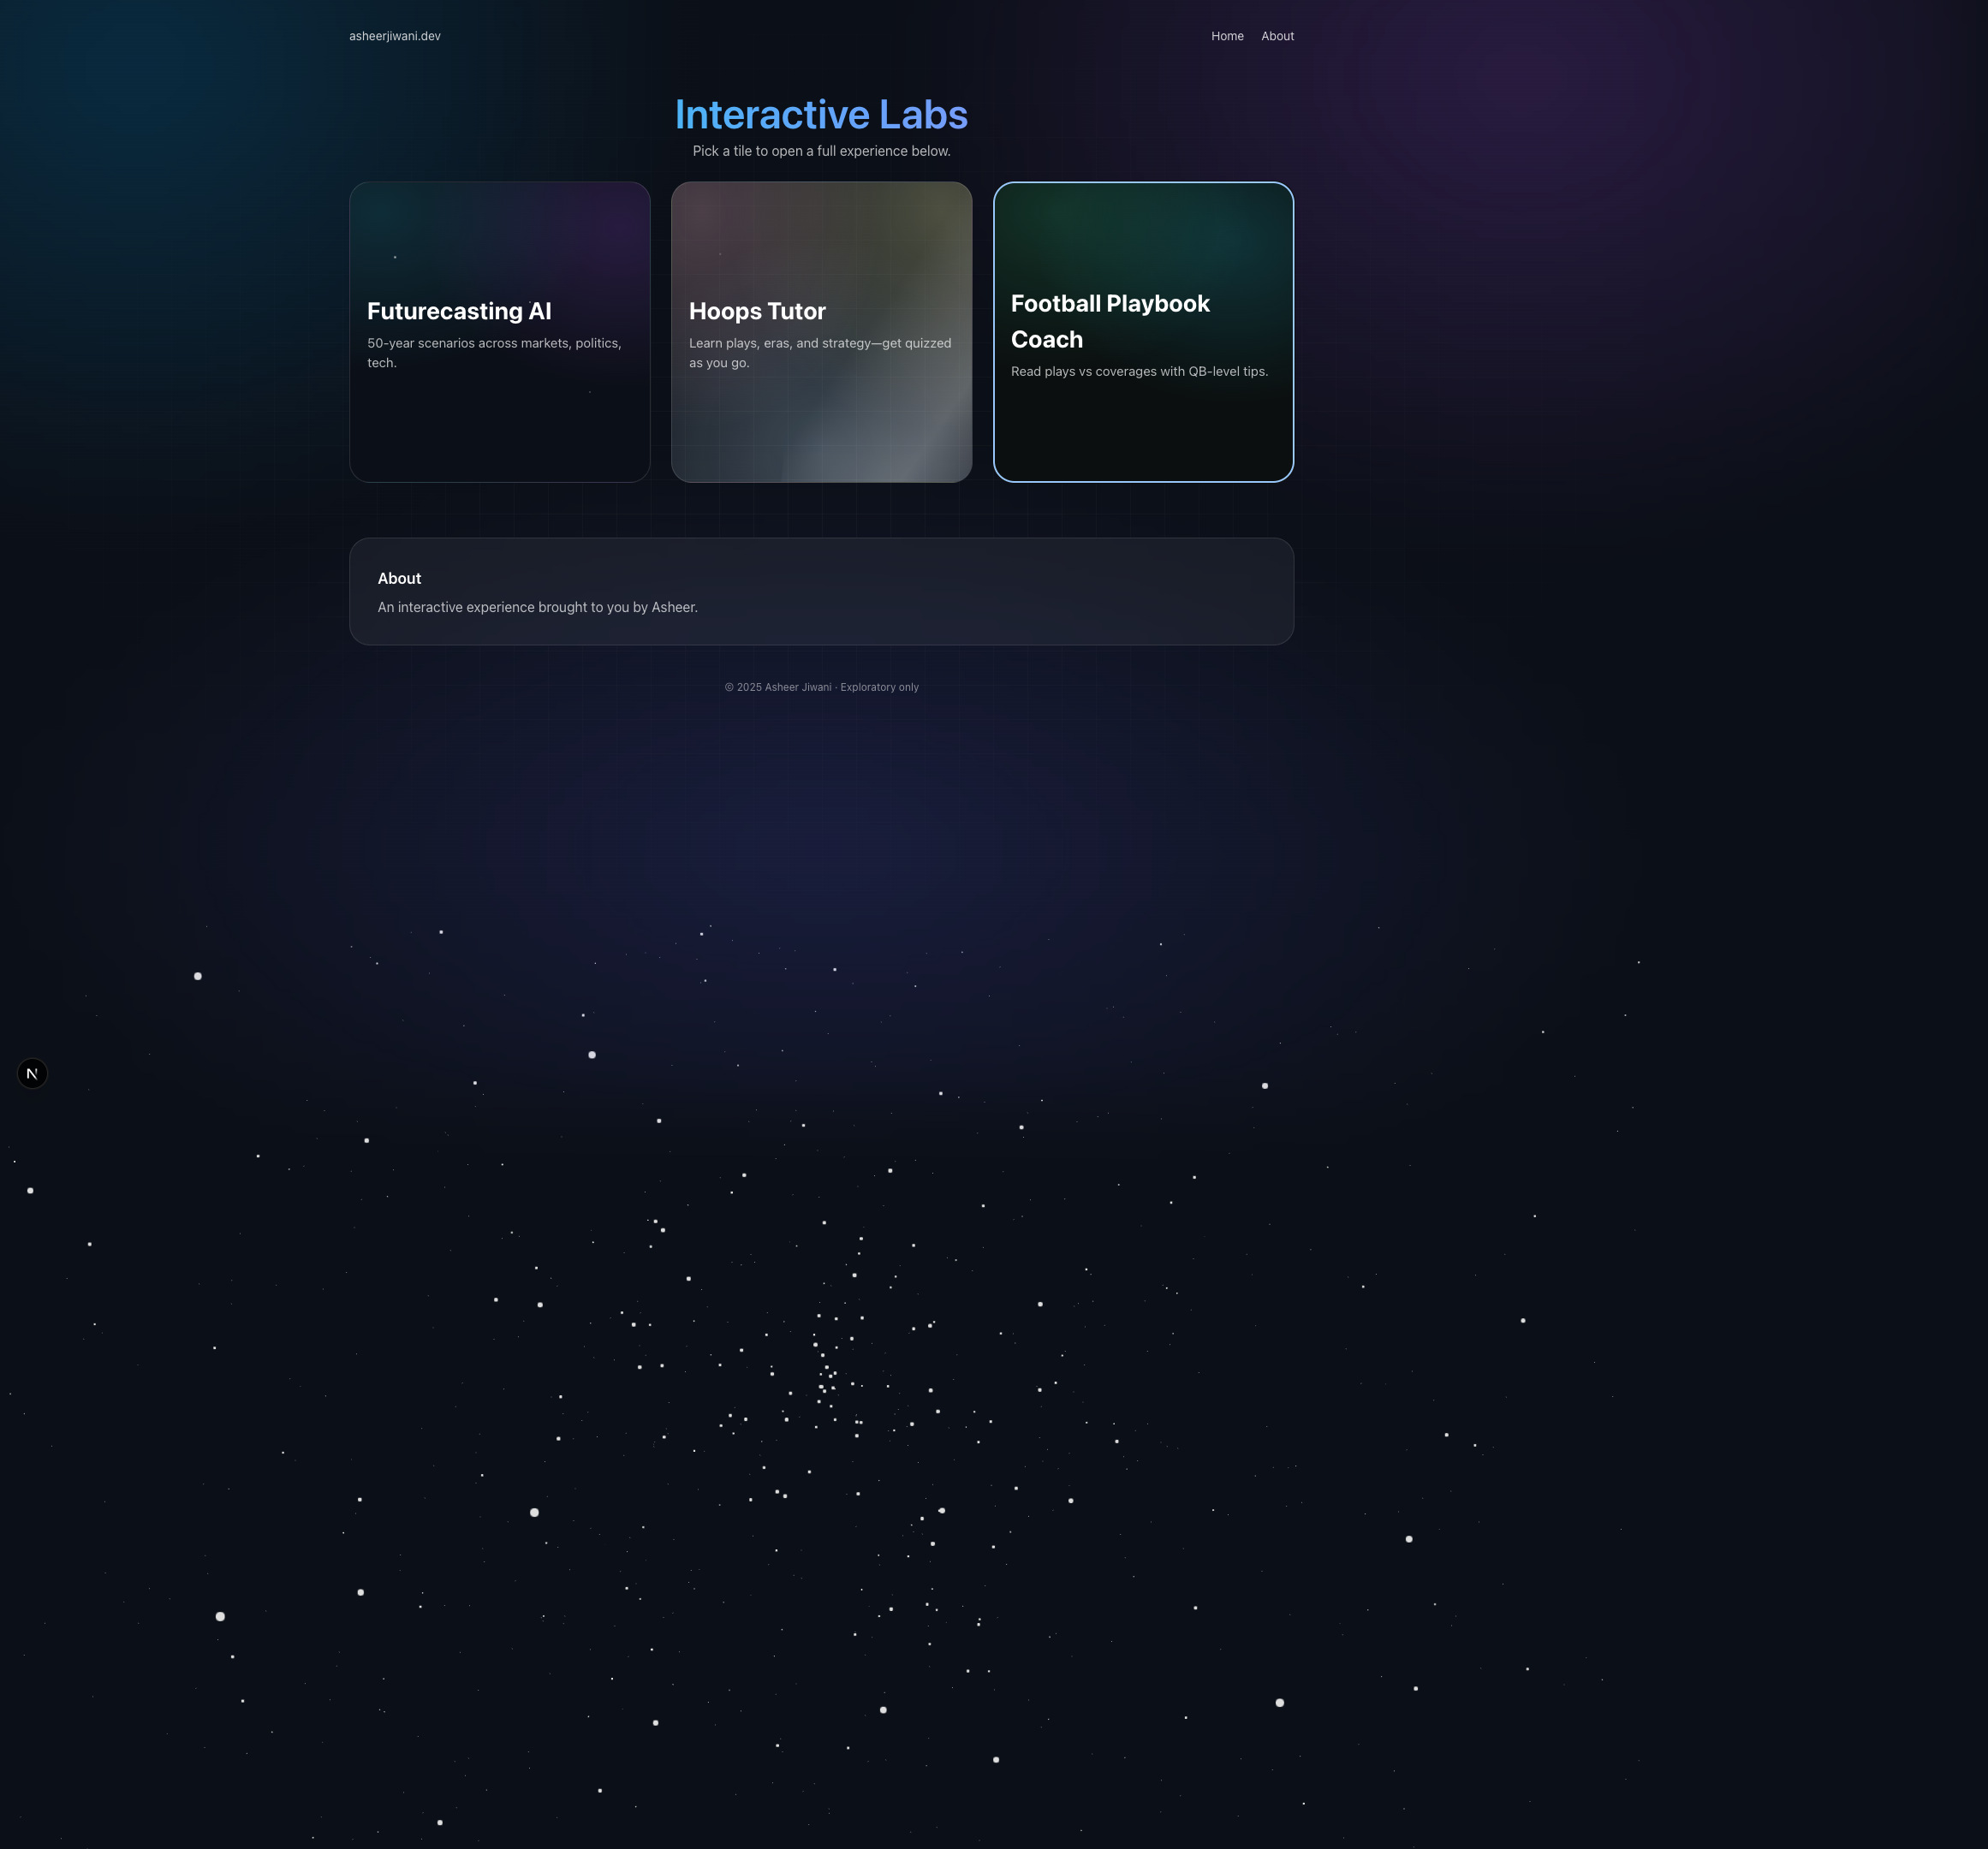 asheerjiwani.dev
Home
About
Interactive Labs
Pick a tile to open a full experience below.
Futurecasting AI
50-year scenarios across markets, politics,
tech.
Hoops Tutor
Learn plays, eras, and strategy—get quizzed
as you go.
Football Playbook
Coach
Read plays vs coverages with QB-level tips.
About
An interactive experience brought to you by Asheer.
© 2025 Asheer Jiwani · Exploratory only
N